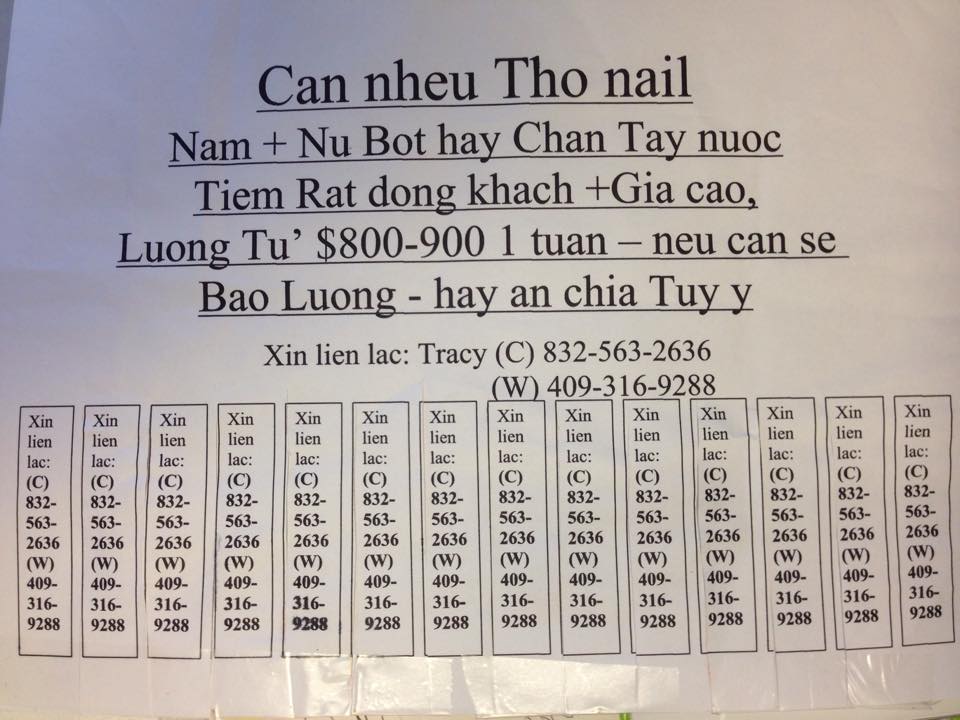 Can nheu Tho nail
Nam + Nu Bot hay Chan Tay nuoc
Tiem Rat dong khach +Gia cao,
Luong Tu' $800-900 1 tuan – neu can se
Bao Luong - hay an chia Tuy y
Xin lien lac: Tracy (C) 832-563-2636
(W) 409-316-9288
Xin Xin Xin Xin Xin Xin Xin Xin Xin Xin Xin Xin Xin Xin
lien lien lien lien lien lien lien lien lien lien lien lien lien lien
lac: lac: lac: lac: lac: lac: lac: lac: lac: lac: lac: lac: lac: lac:
(C) (C) (C) (C) (C) (C) (C) (C) (C) (C) (C) (C) (C) (C)
832- 832- 832- 832- 832- 832- 832- 832- 832- 832- 832- 832- 832- 832-
563- 563- 563- 563- 563- 563- 563- 563- 563- 563- 563- 563- 563- 563-
2636 2636 2636 2636 2636 2636 2636 2636 2636 2636 2636 2636 2636 2636
(W) (W) (W) (W) (W) (W) (W) (W) (W) (W) (W) (W) (W) (W)
409- 409- 409- 409- 409- 409- 409- 409- 409- 409- 409- 409- 409- 409-
316- 316- 316- 316- 316- 316- 316- 316- 316- 316- 316- 316- 316- 316-
9288 9288 9288 9288 9288 9288 9288 9288 9288 9288 9288 9288 9288 9288